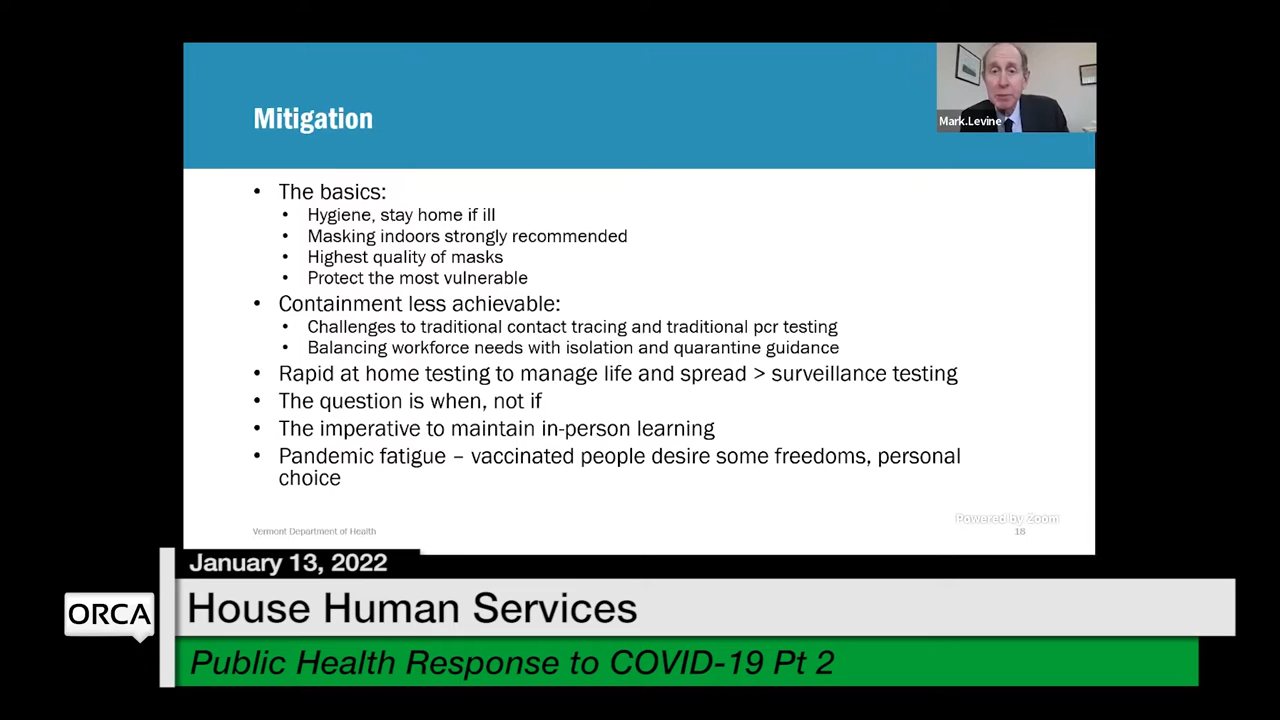 Mitigation
Mark.Levine
• The basics:
• Hygiene, stay home if ill
• Masking indoors strongly recommended
• Highest quality of masks
• Protect the most vulnerable
• Containment less achievable:
• Challenges to traditional contact tracing and traditional pcr testing
• Balancing workforce needs with isolation and quarantine guidance
• Rapid at home testing to manage life and spread > surveillance testing
• The question is when, not if
• The imperative to maintain in-person learning
• Pandemic fatigue – vaccinated people desire some freedoms, personal
choice
Powered by Zoom
Vermont Department of Health
18
January 13, 2022
ORCA
House Human Services
Public Health Response to COVID-19 Pt 2